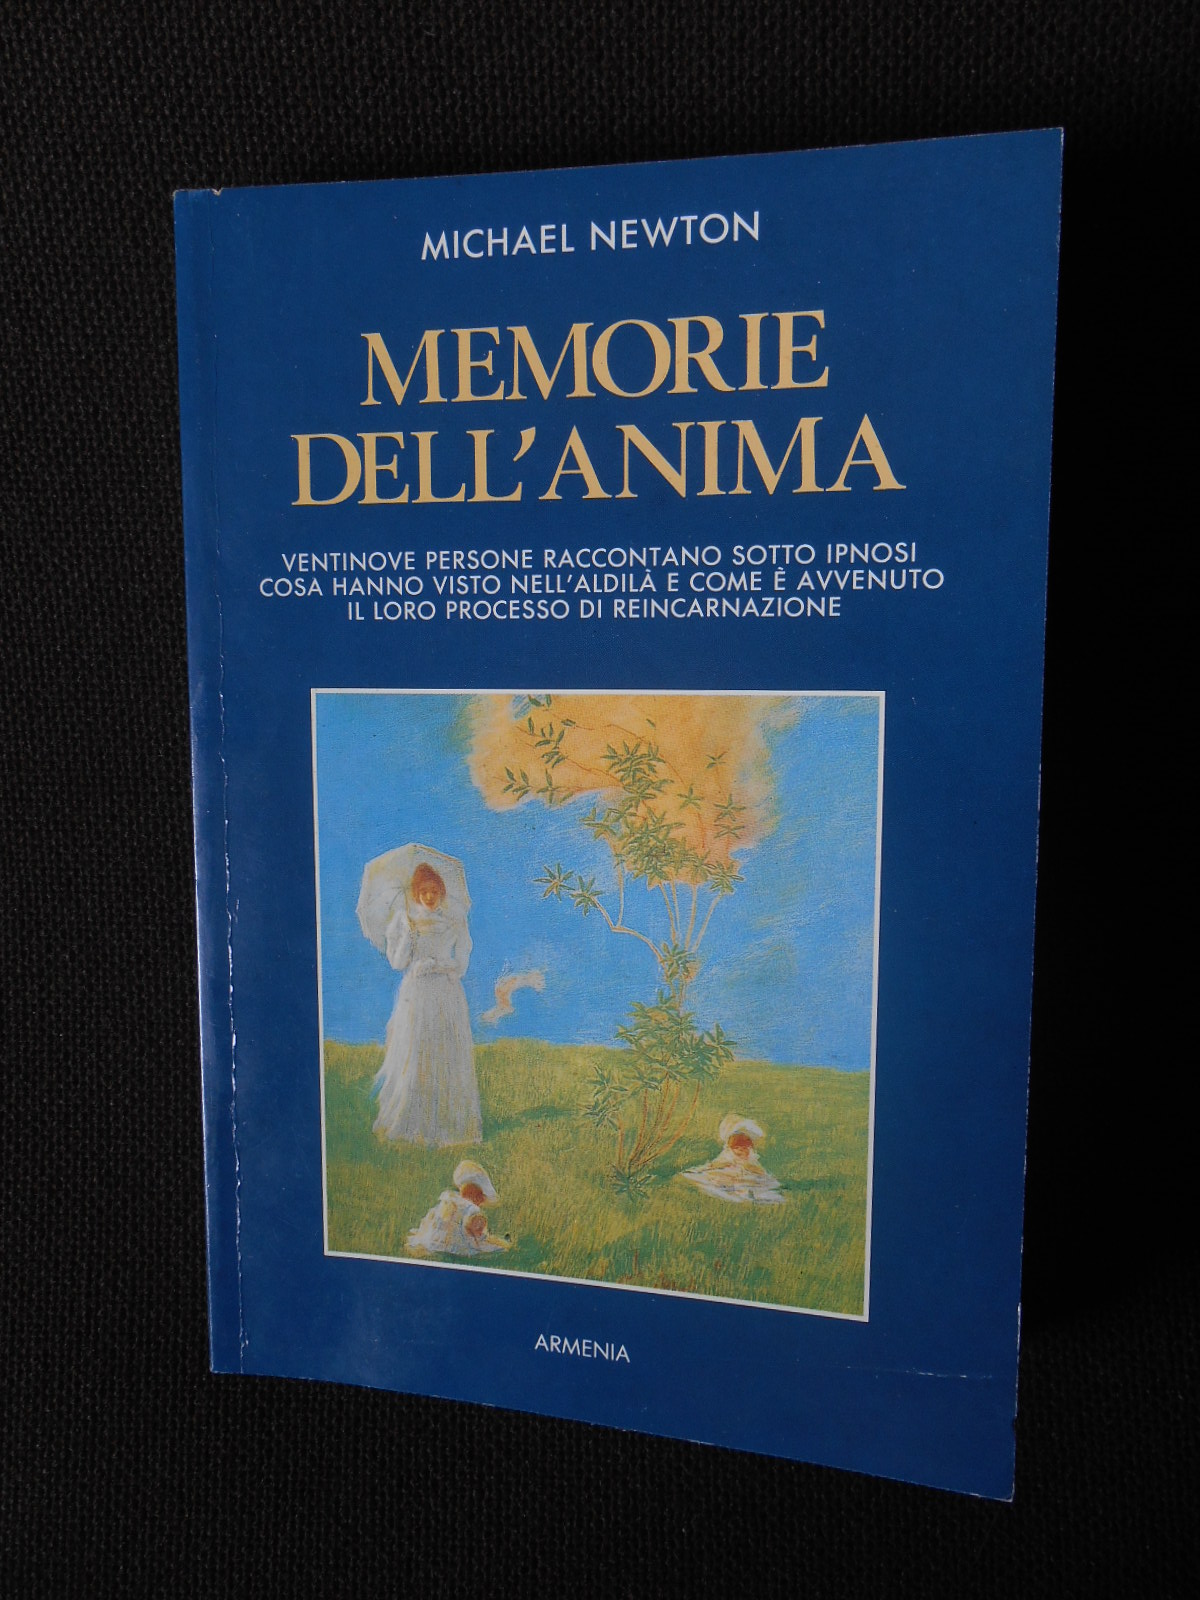 MICHAEL NEWTON
MEMORIE
DELL'ANIMA
VENTINOVE PERSONE RACCONTANO SOTTO IPNOSI
COSA HANNO VISTO NELL'ALDILÀ E COME È AVVENUTO
IL LORO PROCESSO DI REINCARNAZIONE
ARMENIA